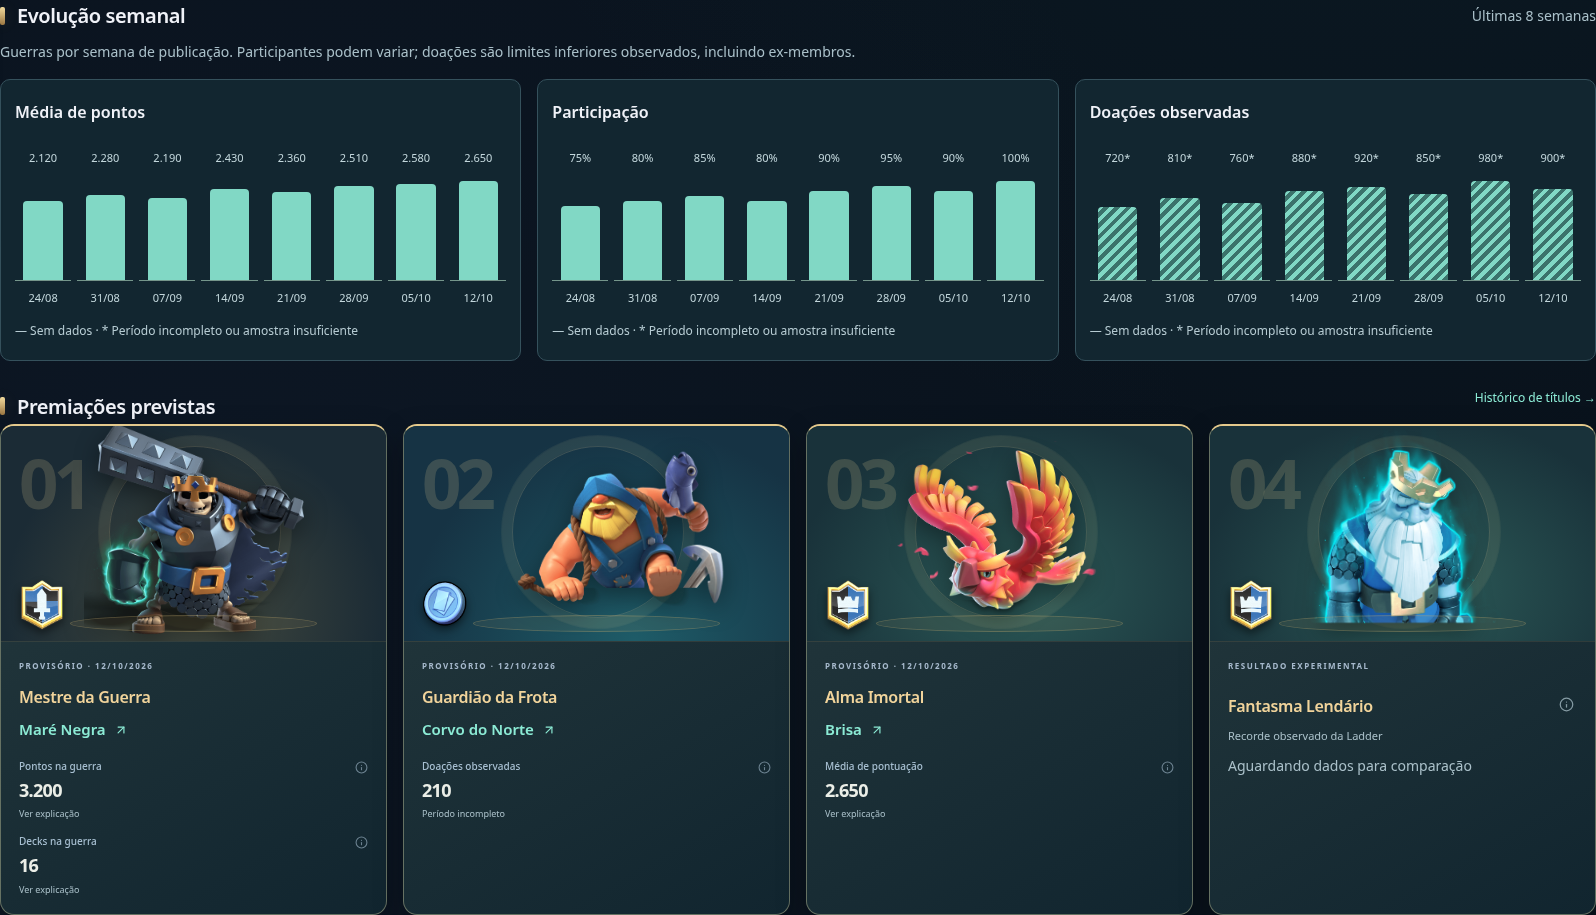 Evolução semanal
Últimas 8 semanas
Guerras por semana de publicação. Participantes podem variar; doações são limites inferiores observados, incluindo ex-membros.
Média de pontos
2.120 2.280 2.190 2.430 2.360 2.510 2.580 2.650
24/08 31/08 07/09 14/09 21/09 28/09 05/10 12/10
— Sem dados · * Período incompleto ou amostra insuficiente
Participação
75% 80% 85% 80% 90% 95% 90% 100%
24/08 31/08 07/09 14/09 21/09 28/09 05/10 12/10
— Sem dados · * Período incompleto ou amostra insuficiente
Doações observadas
720* 810* 760* 880* 920* 850* 980* 900*
24/08 31/08 07/09 14/09 21/09 28/09 05/10 12/10
— Sem dados · * Período incompleto ou amostra insuficiente
Premiações previstas
Histórico de títulos →
01
PROVISÓRIO · 12/10/2026
Mestre da Guerra
Maré Negra ↗
Pontos na guerra
3.200
Ver explicação
Decks na guerra
16
Ver explicação
02
PROVISÓRIO · 12/10/2026
Guardião da Frota
Corvo do Norte ↗
Doações observadas
210
Período incompleto
03
PROVISÓRIO · 12/10/2026
Alma Imortal
Brisa ↗
Média de pontuação
2.650
Ver explicação
04
RESULTADO EXPERIMENTAL
Fantasma Lendário
Recorde observado da Ladder
Aguardando dados para comparação